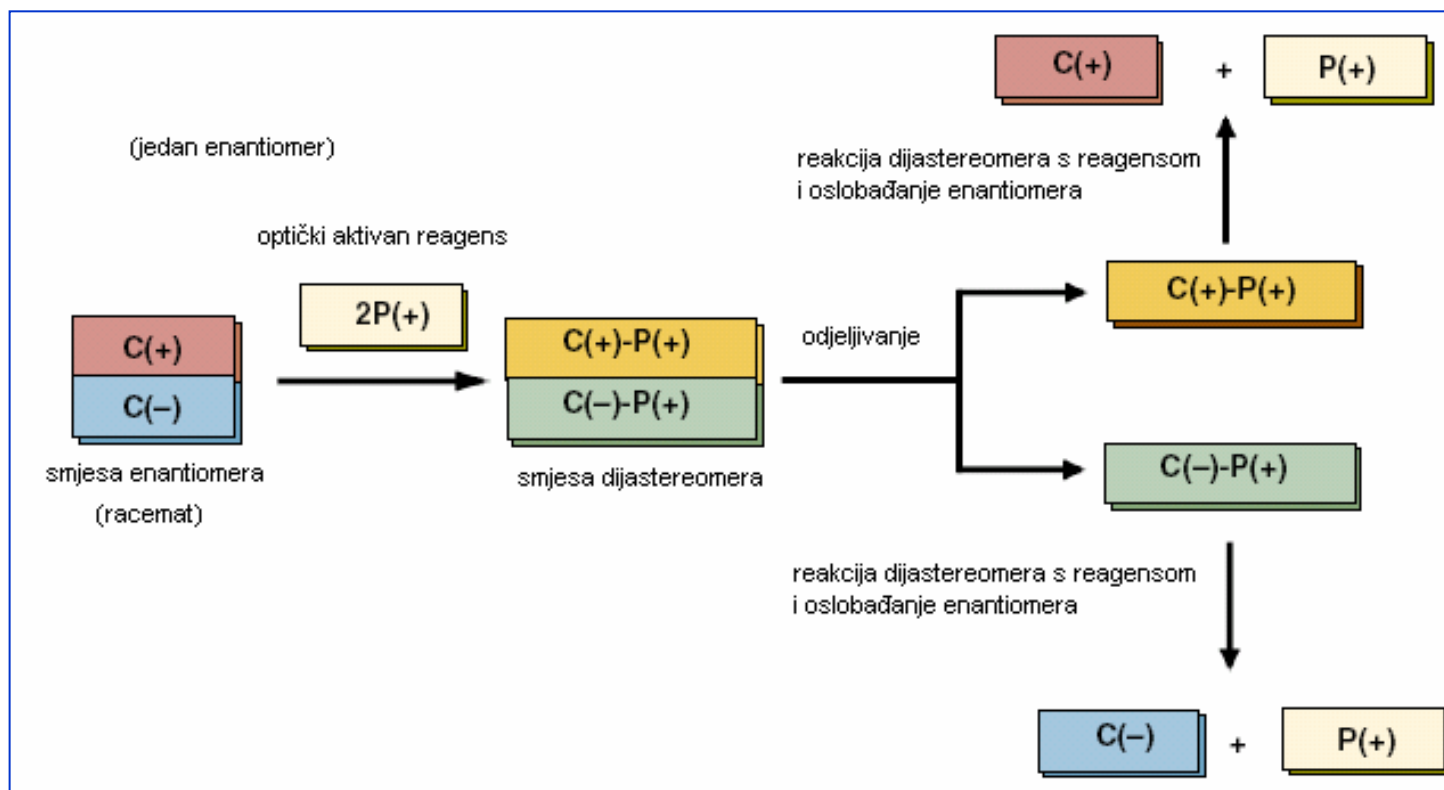 (jedan enantiomer)
optički aktivan reagens
2P(+)
C(+)
C(–)
smjesa enantiomera
(racemat)
C(+)-P(+)
C(–)-P(+)
smjesa dijastereomera
odjeljivanje
C(+) + P(+)
reakcija dijastereomera s reagensom
i oslobađanje enantiomera
C(+)-P(+)
C(–)-P(+)
reakcija dijastereomera s reagensom
i oslobađanje enantiomera
C(–) + P(+)